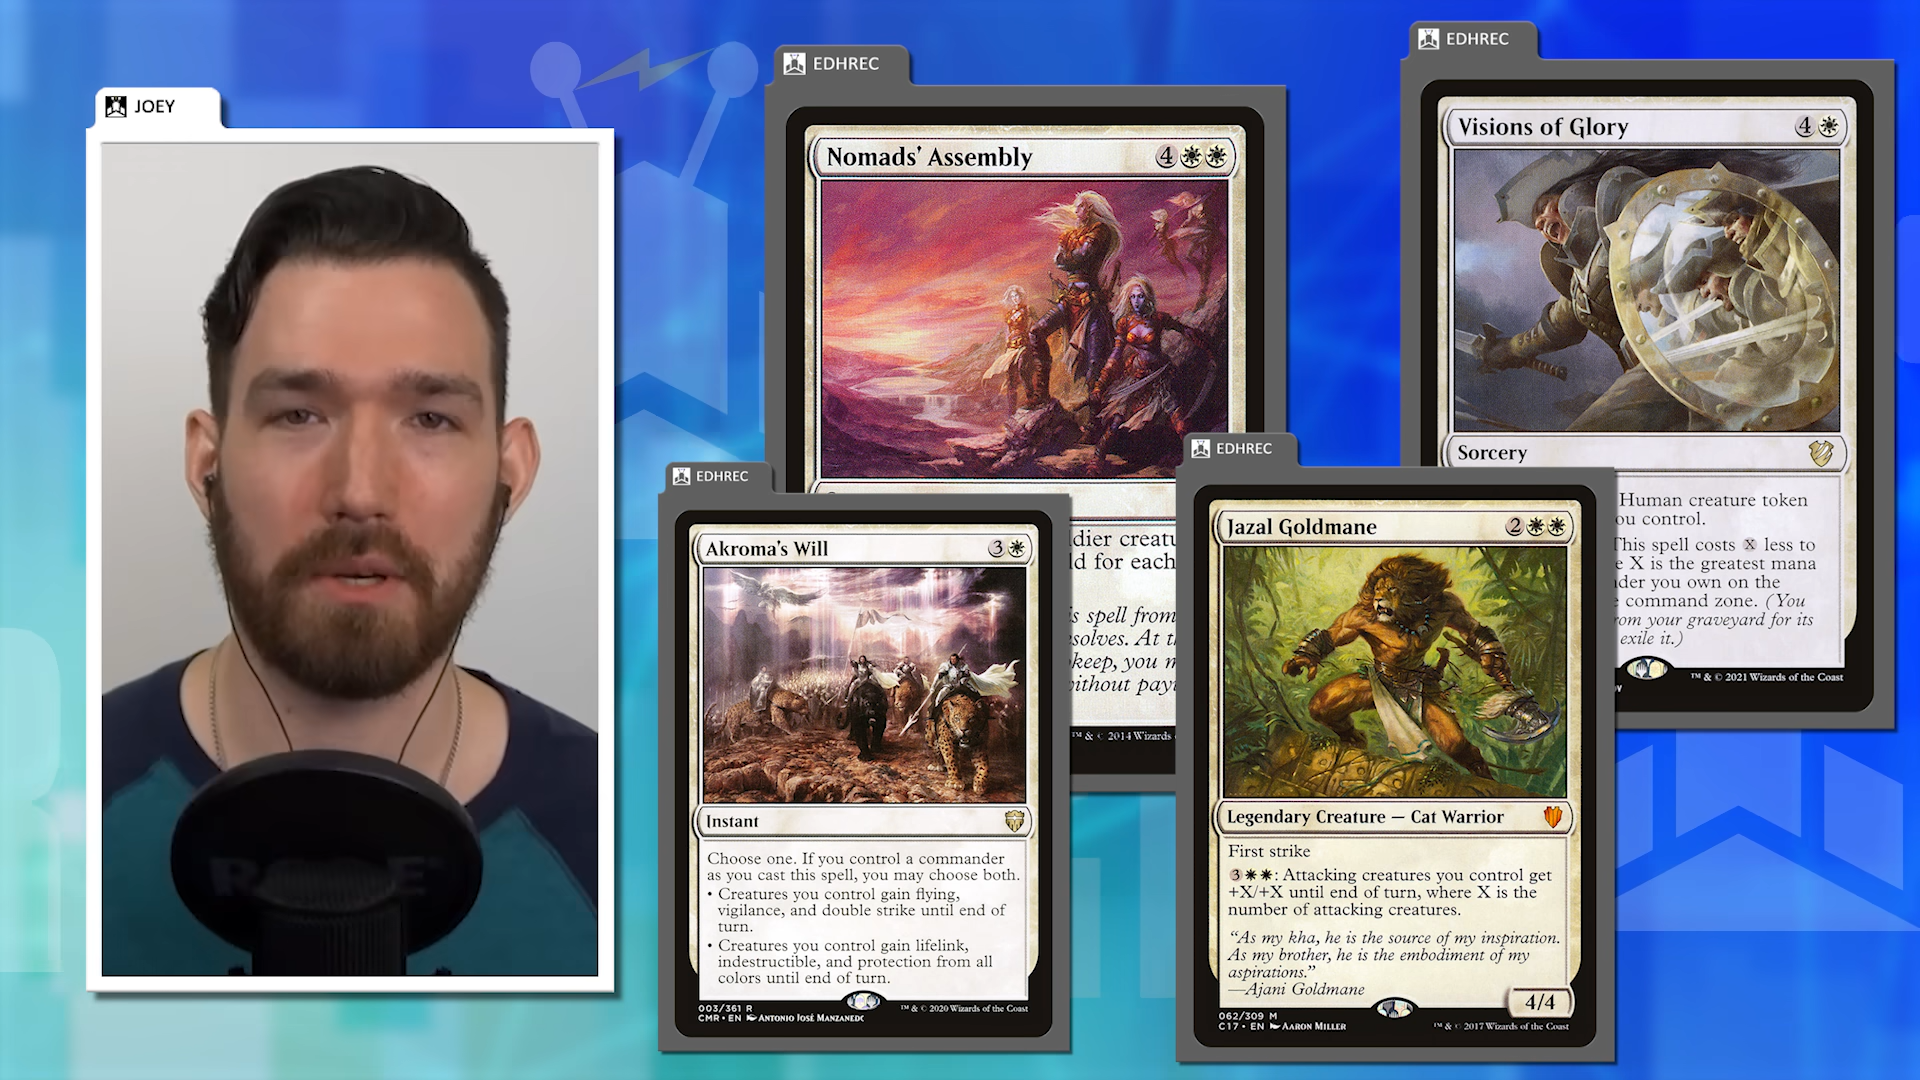 JOEY
EDHREC
Nomads' Assembly 4
dier creatu
ld for each
is spell from
solves. At t
keep, you m
without payi
™ & © 2014 Wizards
EDHREC
Visions of Glory 4
Sorcery
Human creature token
ou control.
This spell costs X less to
e X is the greatest mana
der you own on the
command zone. (You
rom your graveyard for its
exile it.)
™ & © 2021 Wizards of the Coast
EDHREC
Akroma's Will 3
Instant
Choose one. If you control a commander
as you cast this spell, you may choose both.
• Creatures you control gain flying,
vigilance, and double strike until end of
turn.
• Creatures you control gain lifelink,
indestructible, and protection from all
colors until end of turn.
003/361 R
CMR • EN Antonio José Manzanedo
™ & © 2020 Wizards of the Coast
EDHREC
Jazal Goldmane 2
Legendary Creature — Cat Warrior
First strike
3: Attacking creatures you control get
+X/+X until end of turn, where X is the
number of attacking creatures.
"As my kha, he is the source of my inspiration.
As my brother, he is the embodiment of my
aspirations."
—Ajani Goldmane
4/4
062/309 M
C17 • EN Aaron Miller
™ & © 2017 Wizards of the Coast